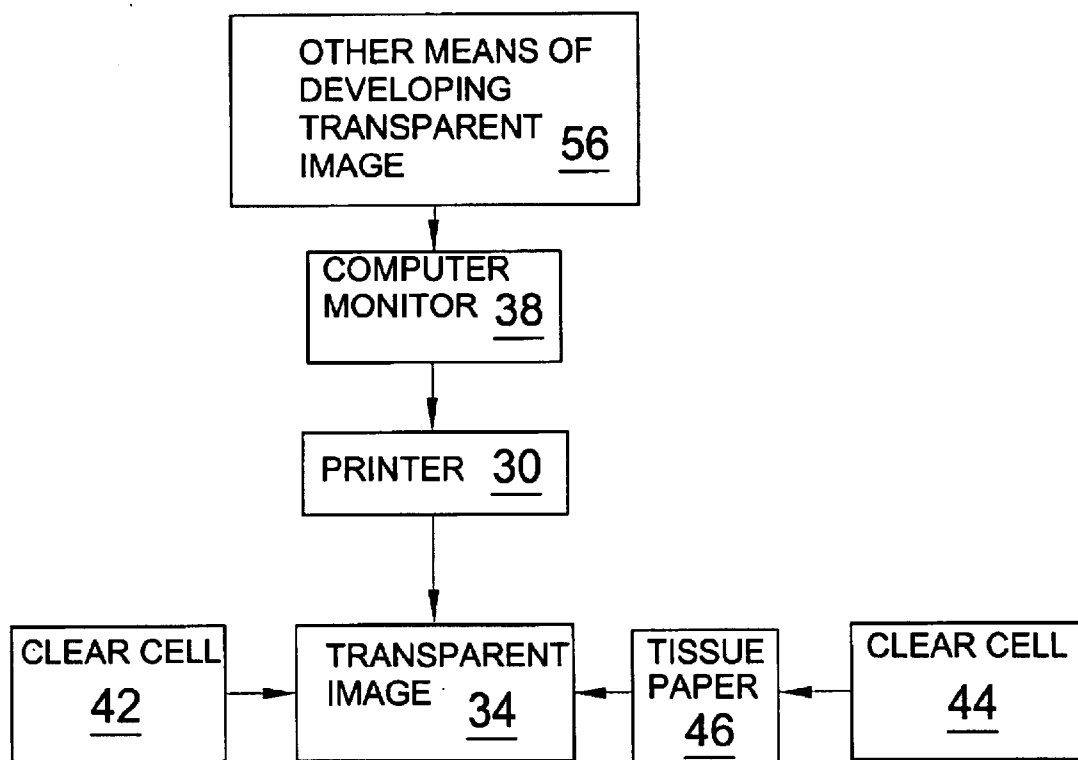 OTHER MEANS OF
DEVELOPING
TRANSPARENT
IMAGE 56
COMPUTER
MONITOR 38
PRINTER 30
CLEAR CELL
42
TRANSPARENT
IMAGE 34
TISSUE
PAPER
46
CLEAR CELL
44